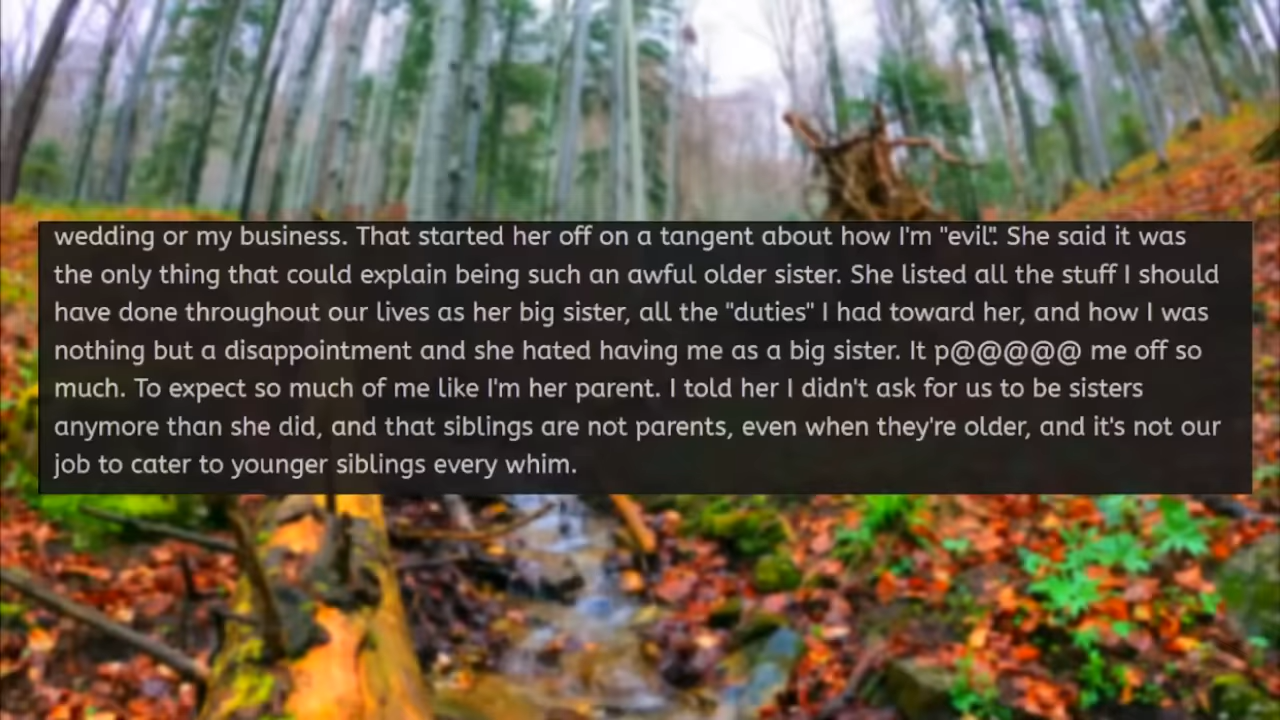 wedding or my business. That started her off on a tangent about how I'm "evil". She said it was
the only thing that could explain being such an awful older sister. She listed all the stuff I should
have done throughout our lives as her big sister, all the "duties" I had toward her, and how I was
nothing but a disappointment and she hated having me as a big sister. It p@@@@@ me off so
much. To expect so much of me like I'm her parent. I told her I didn't ask for us to be sisters
anymore than she did, and that siblings are not parents, even when they're older, and it's not our
job to cater to younger siblings every whim.